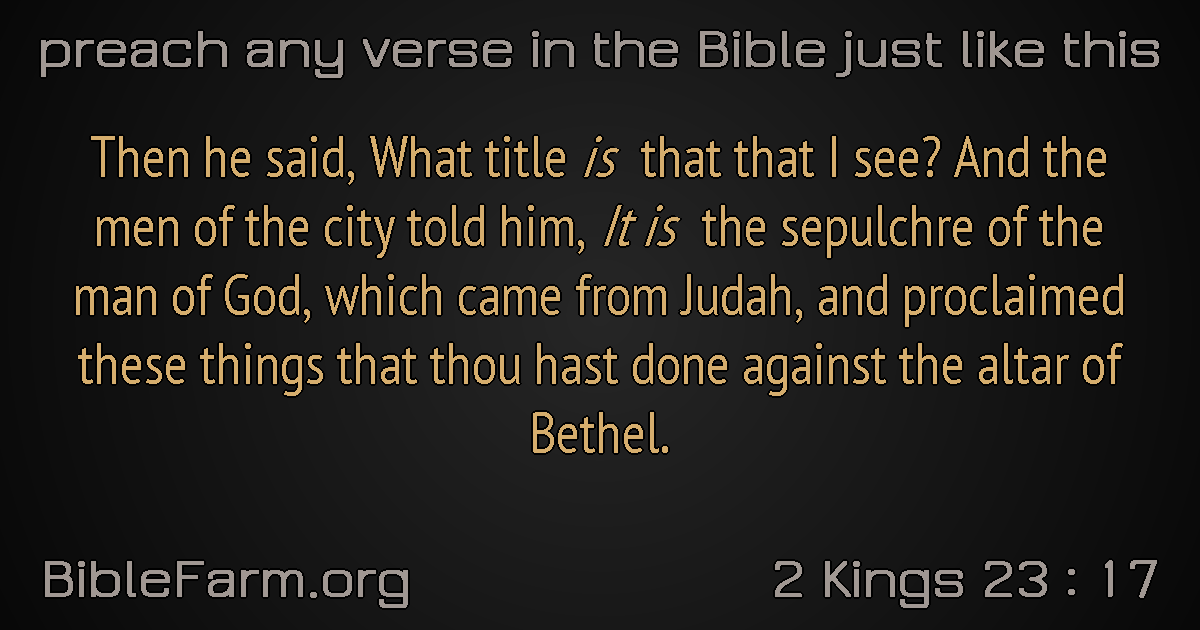 preach any verse in the Bible just like this
Then he said, What title is that that I see? And the
men of the city told him, It is the sepulchre of the
man of God, which came from Judah, and proclaimed
these things that thou hast done against the altar of
Bethel.
BibleFarm.org
2 Kings 23 : 17